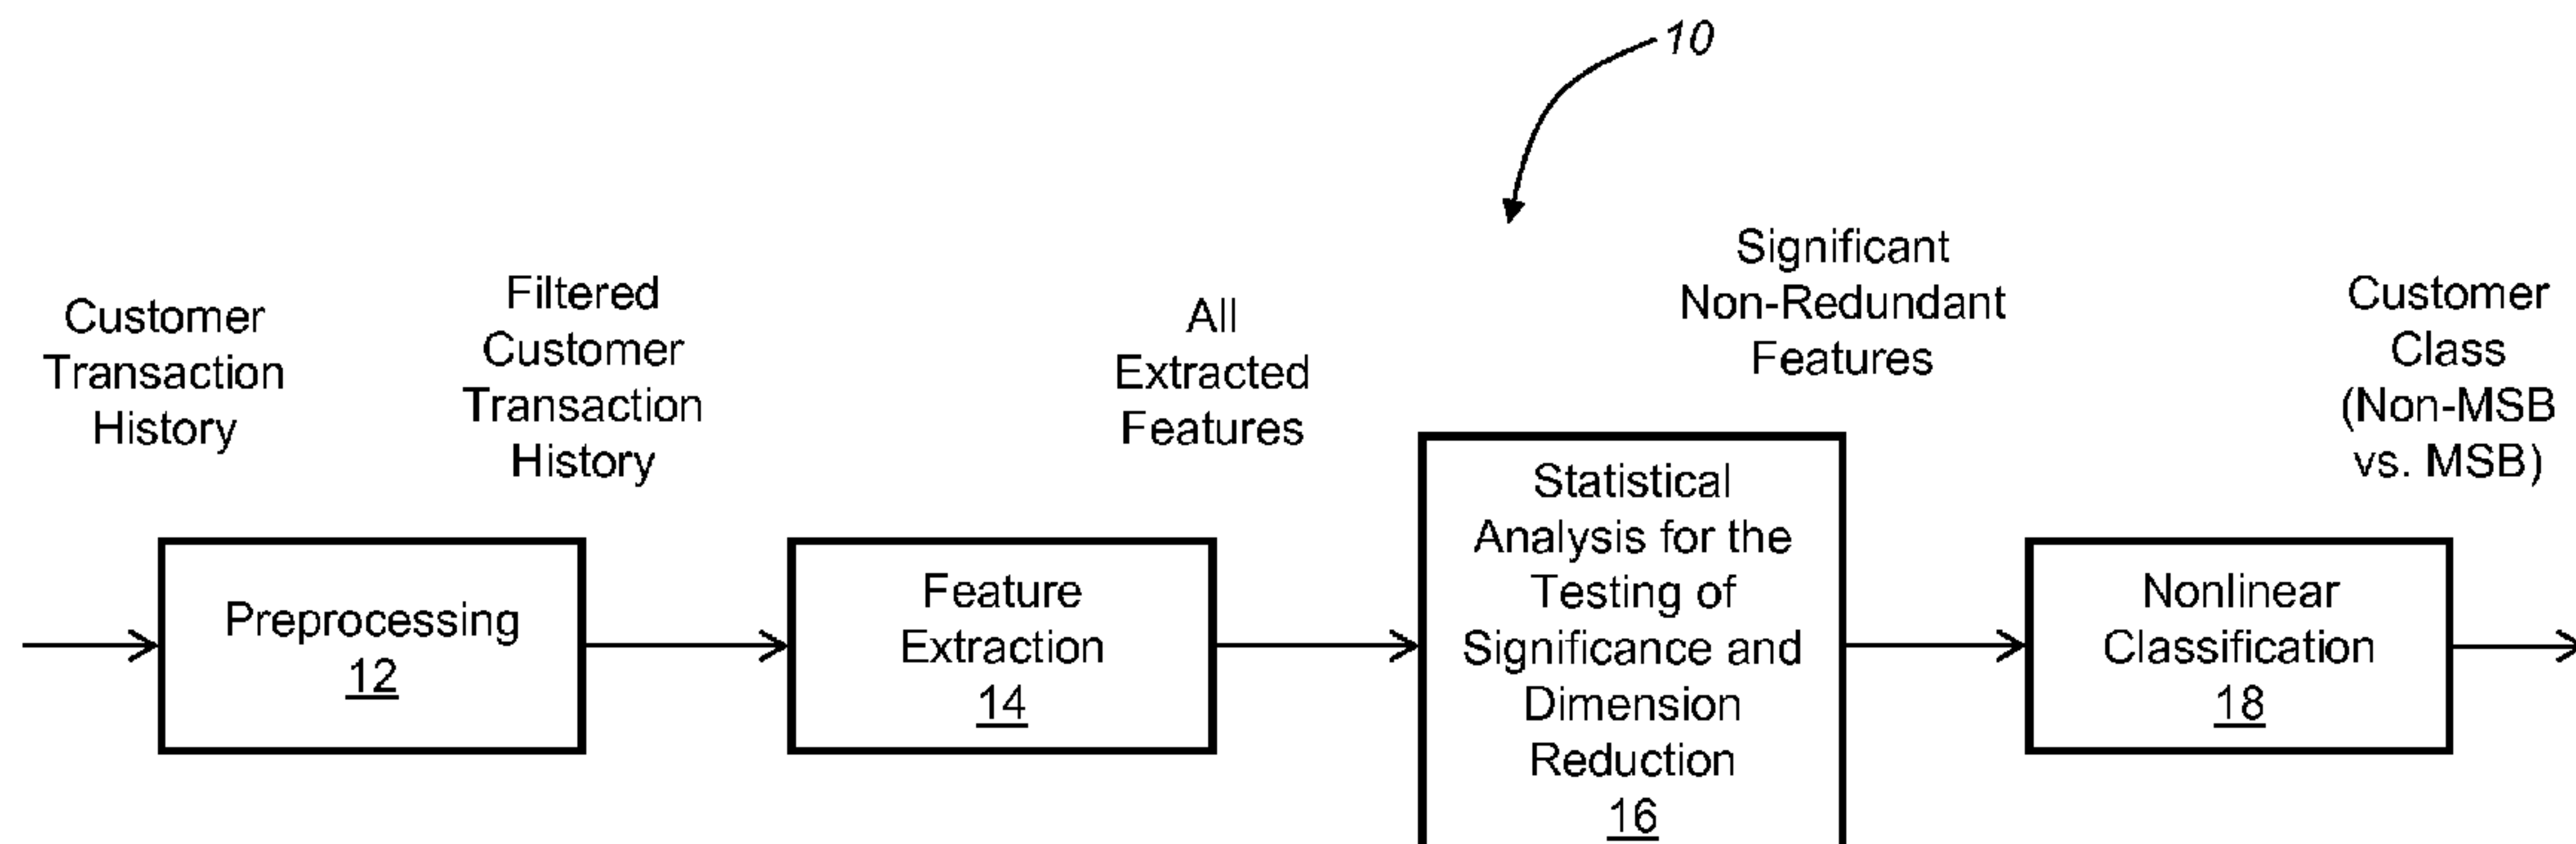 10
Customer
Transaction
History
Filtered
Customer
Transaction
History
All
Extracted
Features
Significant
Non-Redundant
Features
Customer
Class
(Non-MSB
vs. MSB)
Preprocessing
12
Feature
Extraction
14
Statistical
Analysis for the
Testing of
Significance and
Dimension
Reduction
16
Nonlinear
Classification
18